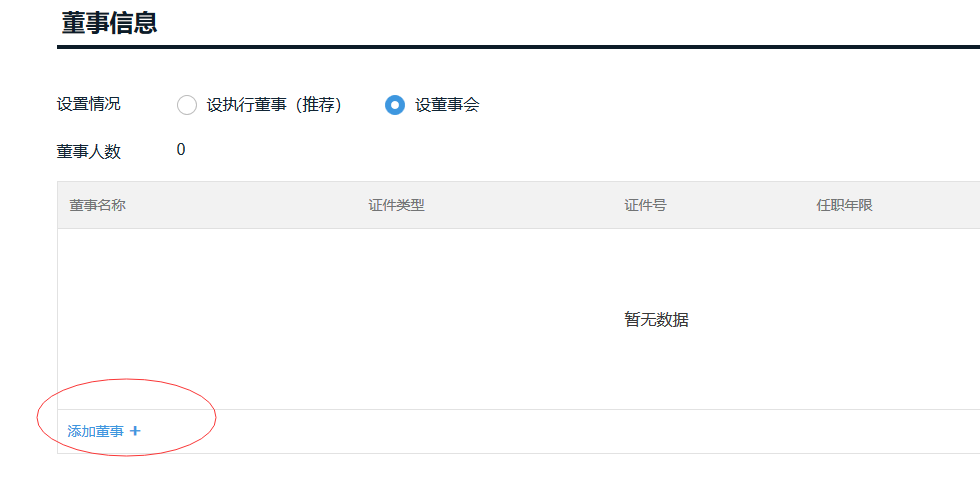 董事信息
设置情况 设执行董事（推荐） 设董事会
董事人数 0
董事名称 证件类型 证件号 任职年限
暂无数据
添加董事 +